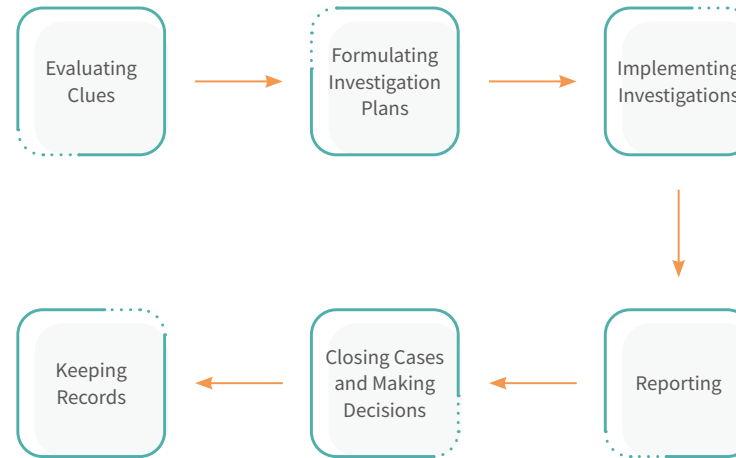 Evaluating
Clues
Formulating
Investigation
Plans
Implementing
Investigations
Keeping
Records
Closing Cases
and Making
Decisions
Reporting